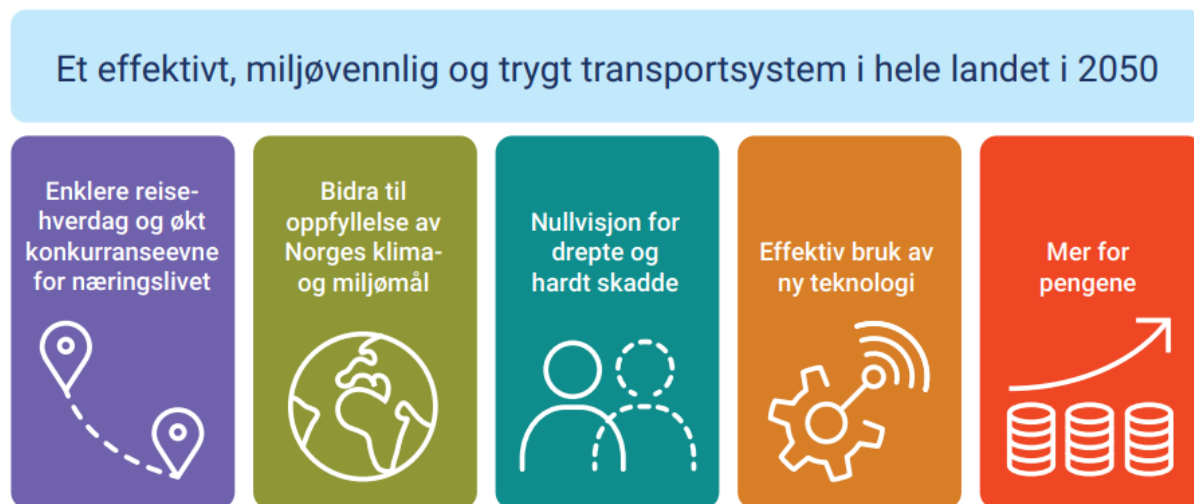 Et effektivt, miljøvennlig og trygt transportsystem i hele landet i 2050
Enklere reise-
hverdag og økt
konkurranseevne
for næringslivet
Bidra til
oppfyllelse av
Norges klima-
og miljømål
Nullvisjon for
drepte og
hardt skadde
Effektiv bruk av
ny teknologi
Mer for
pengene